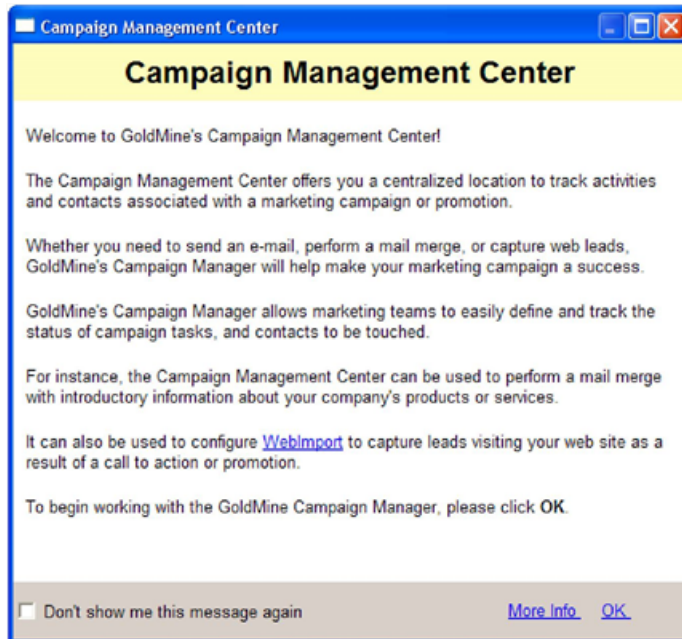 Campaign Management Center
Campaign Management Center
Welcome to GoldMine's Campaign Management Center!
The Campaign Management Center offers you a centralized location to track activities
and contacts associated with a marketing campaign or promotion.
Whether you need to send an e-mail, perform a mail merge, or capture web leads,
GoldMine's Campaign Manager will help make your marketing campaign a success.
GoldMine's Campaign Manager allows marketing teams to easily define and track the
status of campaign tasks, and contacts to be touched.
For instance, the Campaign Management Center can be used to perform a mail merge
with introductory information about your company's products or services.
It can also be used to configure WebImport to capture leads visiting your web site as a
result of a call to action or promotion.
To begin working with the GoldMine Campaign Manager, please click OK.
Don't show me this message again More Info OK